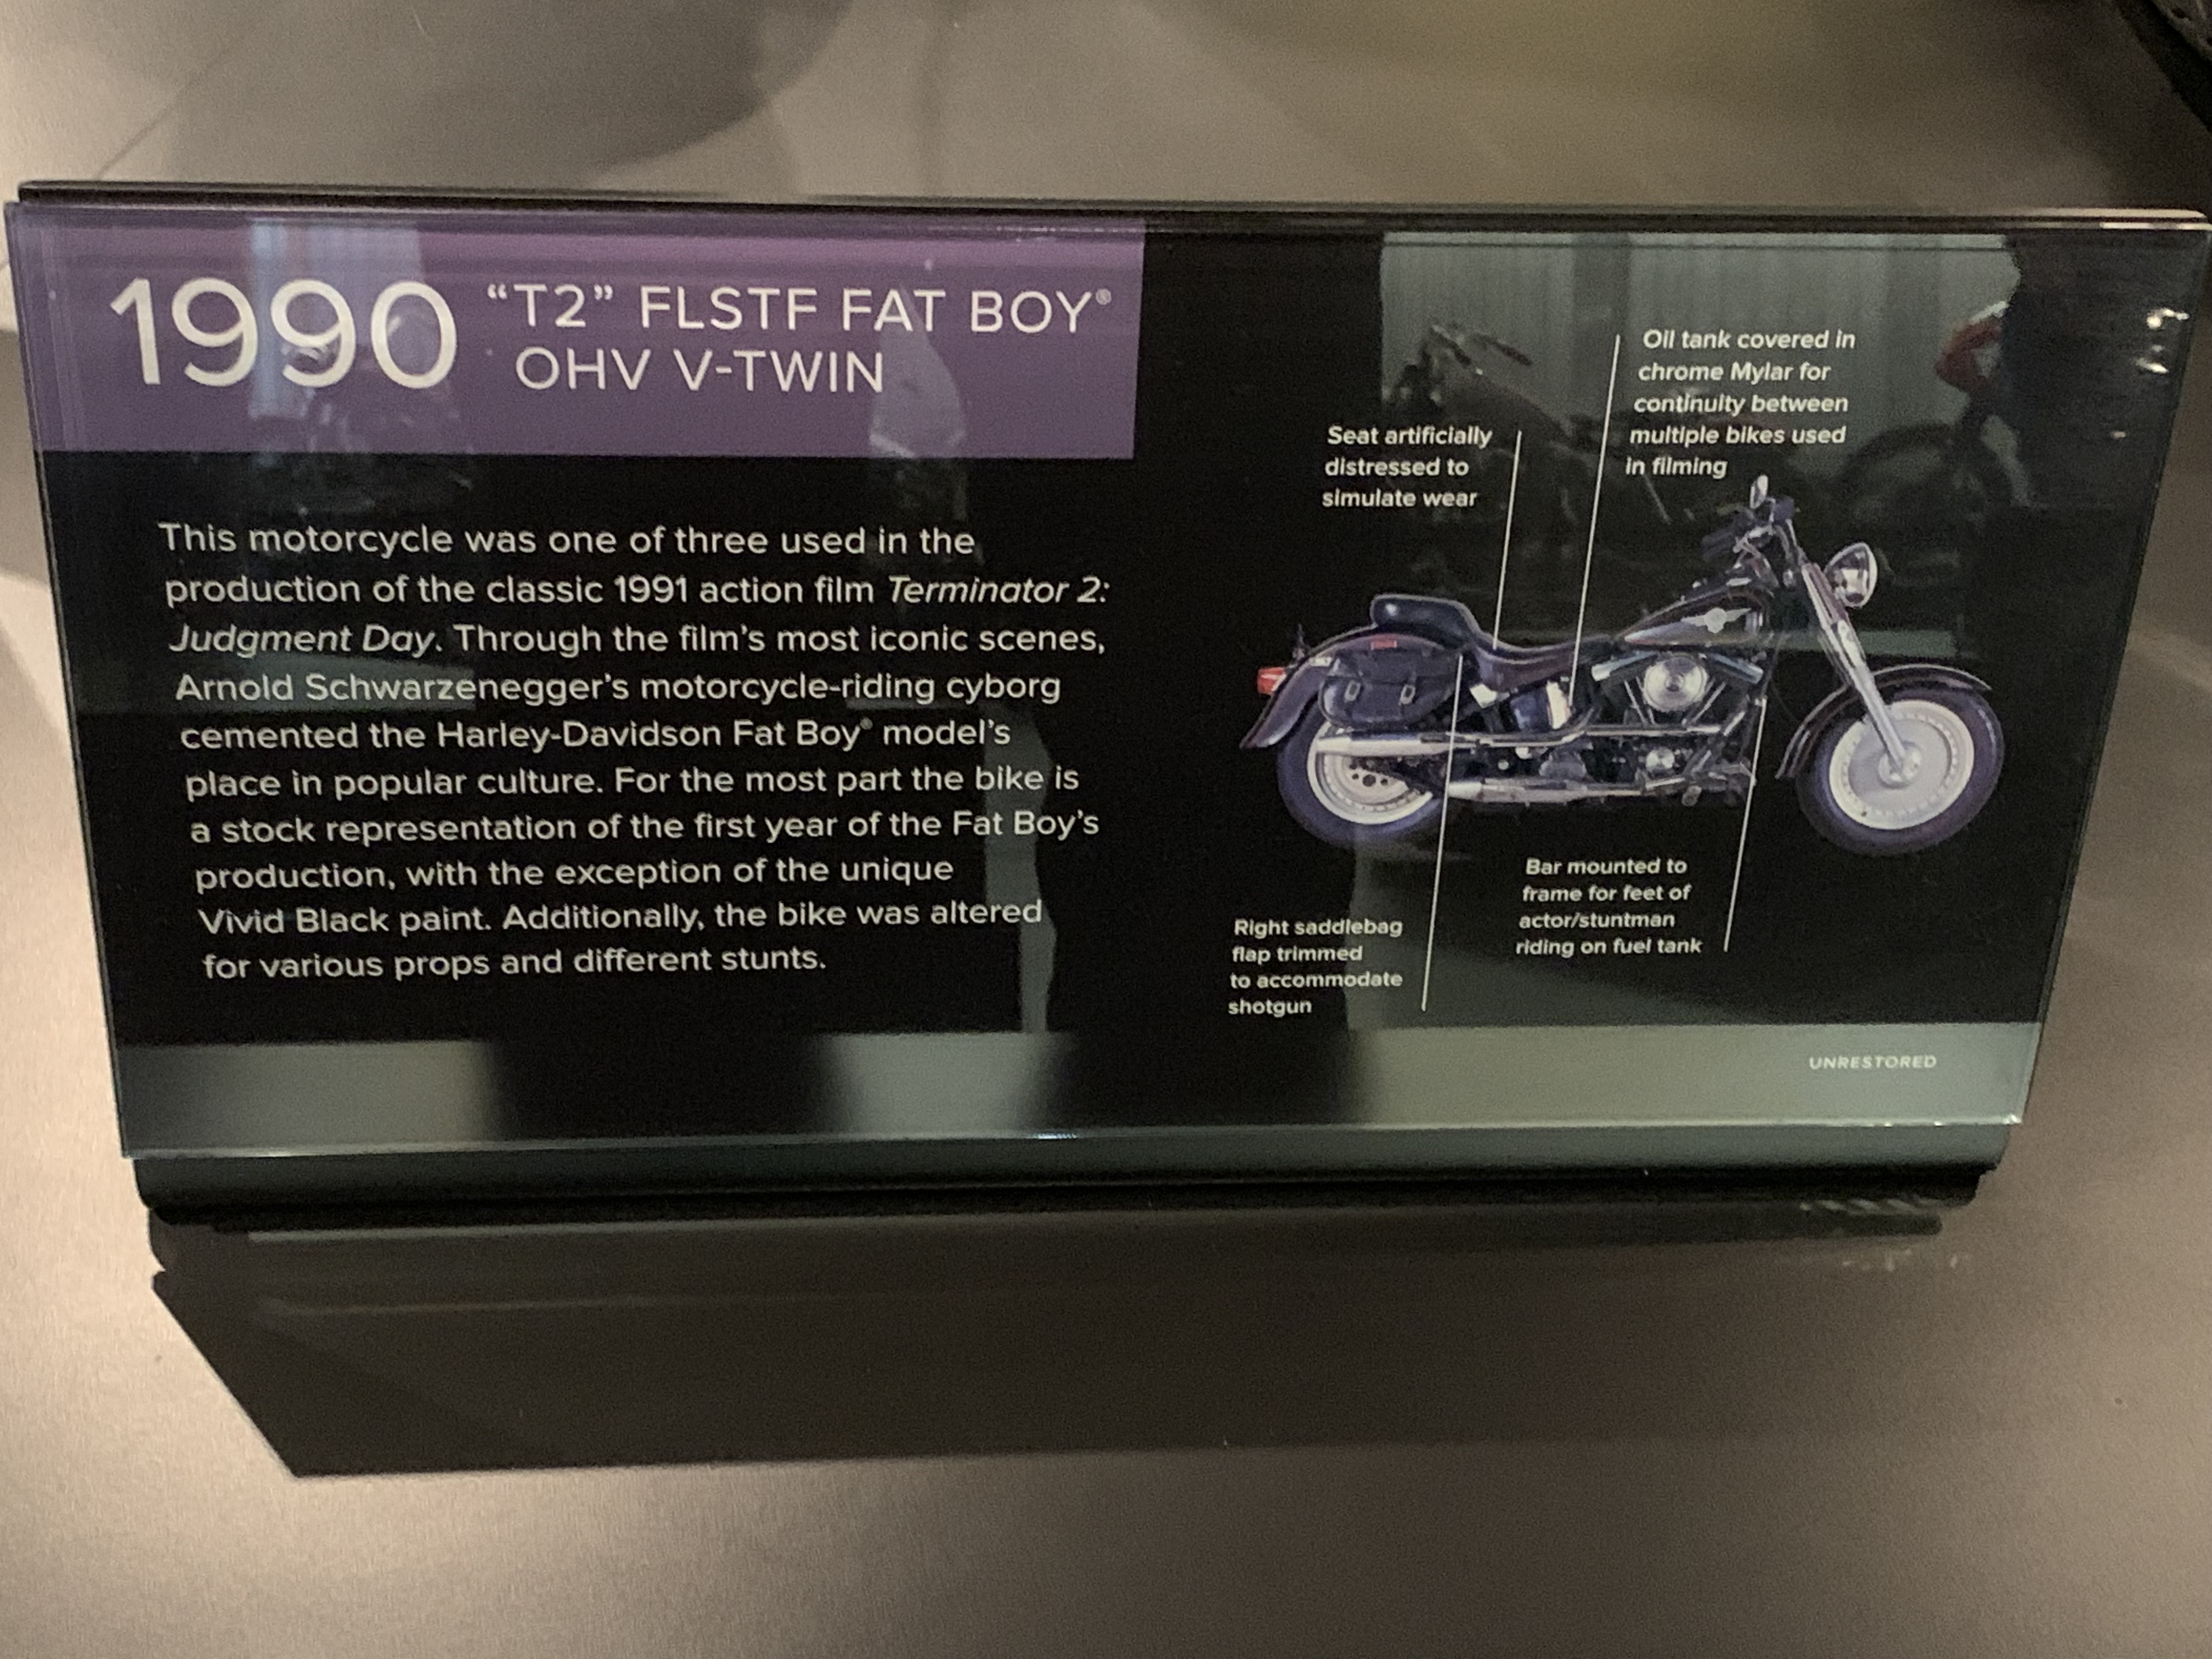 1990 “T2” FLSTF FAT BOY®
OHV V-TWIN
This motorcycle was one of three used in the
production of the classic 1991 action film Terminator 2:
Judgment Day. Through the film’s most iconic scenes,
Arnold Schwarzenegger’s motorcycle-riding cyborg
cemented the Harley-Davidson Fat Boy® model’s
place in popular culture. For the most part the bike is
a stock representation of the first year of the Fat Boy’s
production, with the exception of the unique
Vivid Black paint. Additionally, the bike was altered
for various props and different stunts.
Seat artificially
distressed to
simulate wear
Oil tank covered in
chrome Mylar for
continuity between
multiple bikes used
in filming
Right saddlebag
flap trimmed
to accommodate
shotgun
Bar mounted to
frame for feet of
actor/stuntman
riding on fuel tank
UNRESTORED